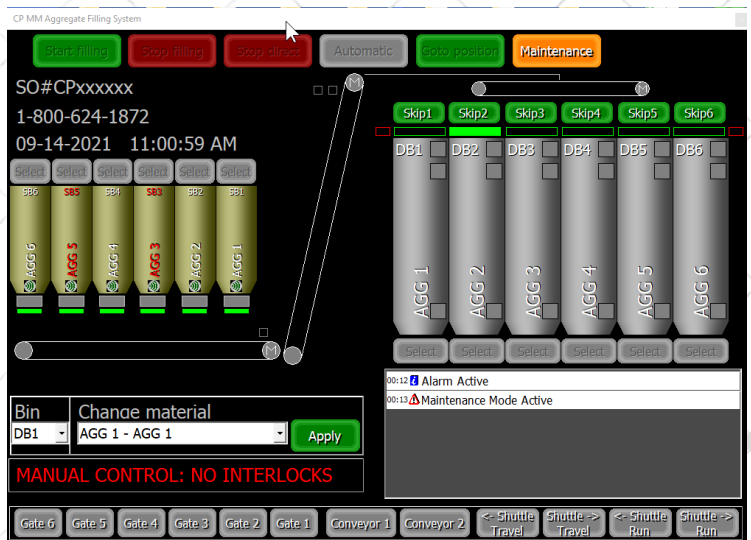 CP MM Aggregate Filling System
Start filling Stop filling Stop direct Automatic Goto position Maintenance
SO#CPxxxxxx
1-800-624-1872
09-14-2021 11:00:59 AM
M M
Skip1 Skip2 Skip3 Skip4 Skip5 Skip6
Select Select Select Select Select Select
SB6 SB5 SB4 SB3 SB2 SB1
AGG 6 AGG 5 AGG 4 AGG 3 AGG 2 AGG 1
DB1 DB2 DB3 DB4 DB5 DB6
AGG 1 AGG 2 AGG 3 AGG 4 AGG 5 AGG 6
M
Select Select Select Select Select Select
00:12 i Alarm Active
00:13 Maintenance Mode Active
Bin Change material
DB1 AGG 1 - AGG 1 Apply
MANUAL CONTROL: NO INTERLOCKS
Gate 6 Gate 5 Gate 4 Gate 3 Gate 2 Gate 1 Conveyor 1 Conveyor 2 <- Shuttle Travel Shuttle -> Travel <- Shuttle Run Shuttle -> Run